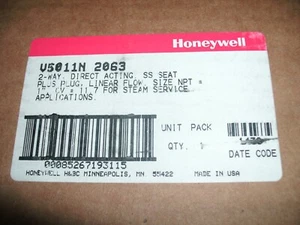 Honeywell
V5011N 2063
2-WAY, DIRECT ACTING, SS SEAT
PLUS PLUG, LINEAR FLOW, SIZE NPT =
1", CV = 11.7 FOR STEAM SERVICE
APPLICATIONS.
UNIT PACK
QTY. 1
DATE CODE
00085267193115
HONEYWELL H63C MINNEAPOLIS, MN 55422
MADE IN USA